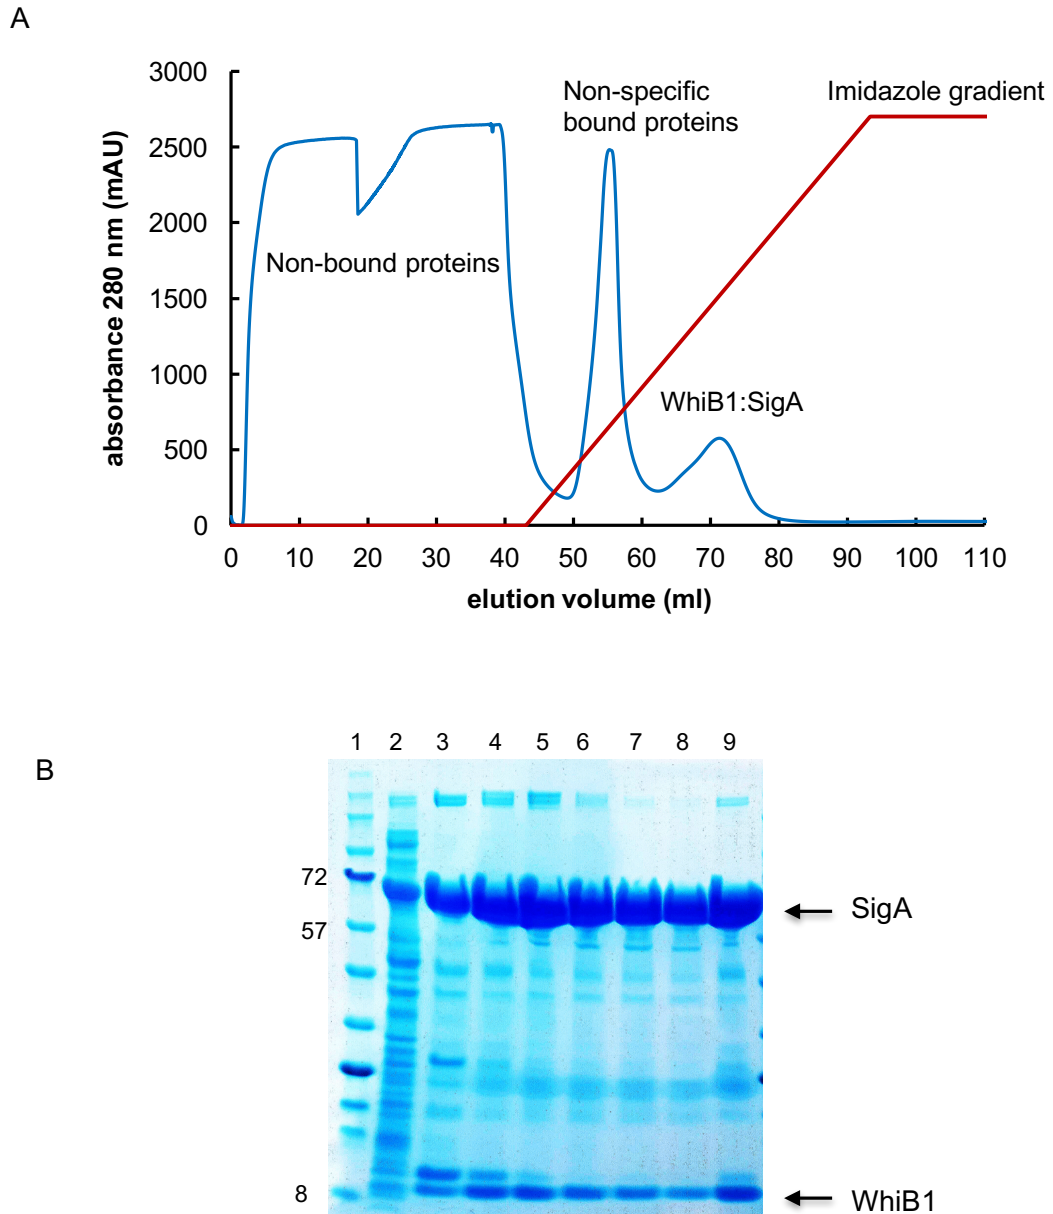 A
3000
2500
2000
1500
1000
500
0
absorbance 280 nm (mAU)
Non-specific
bound proteins
Imidazole gradient
Non-bound proteins
WhiB1:SigA
0 10 20 30 40 50 60 70 80 90 100 110
elution volume (ml)
B
1 2 3 4 5 6 7 8 9
72
57
SigA
8
WhiB1